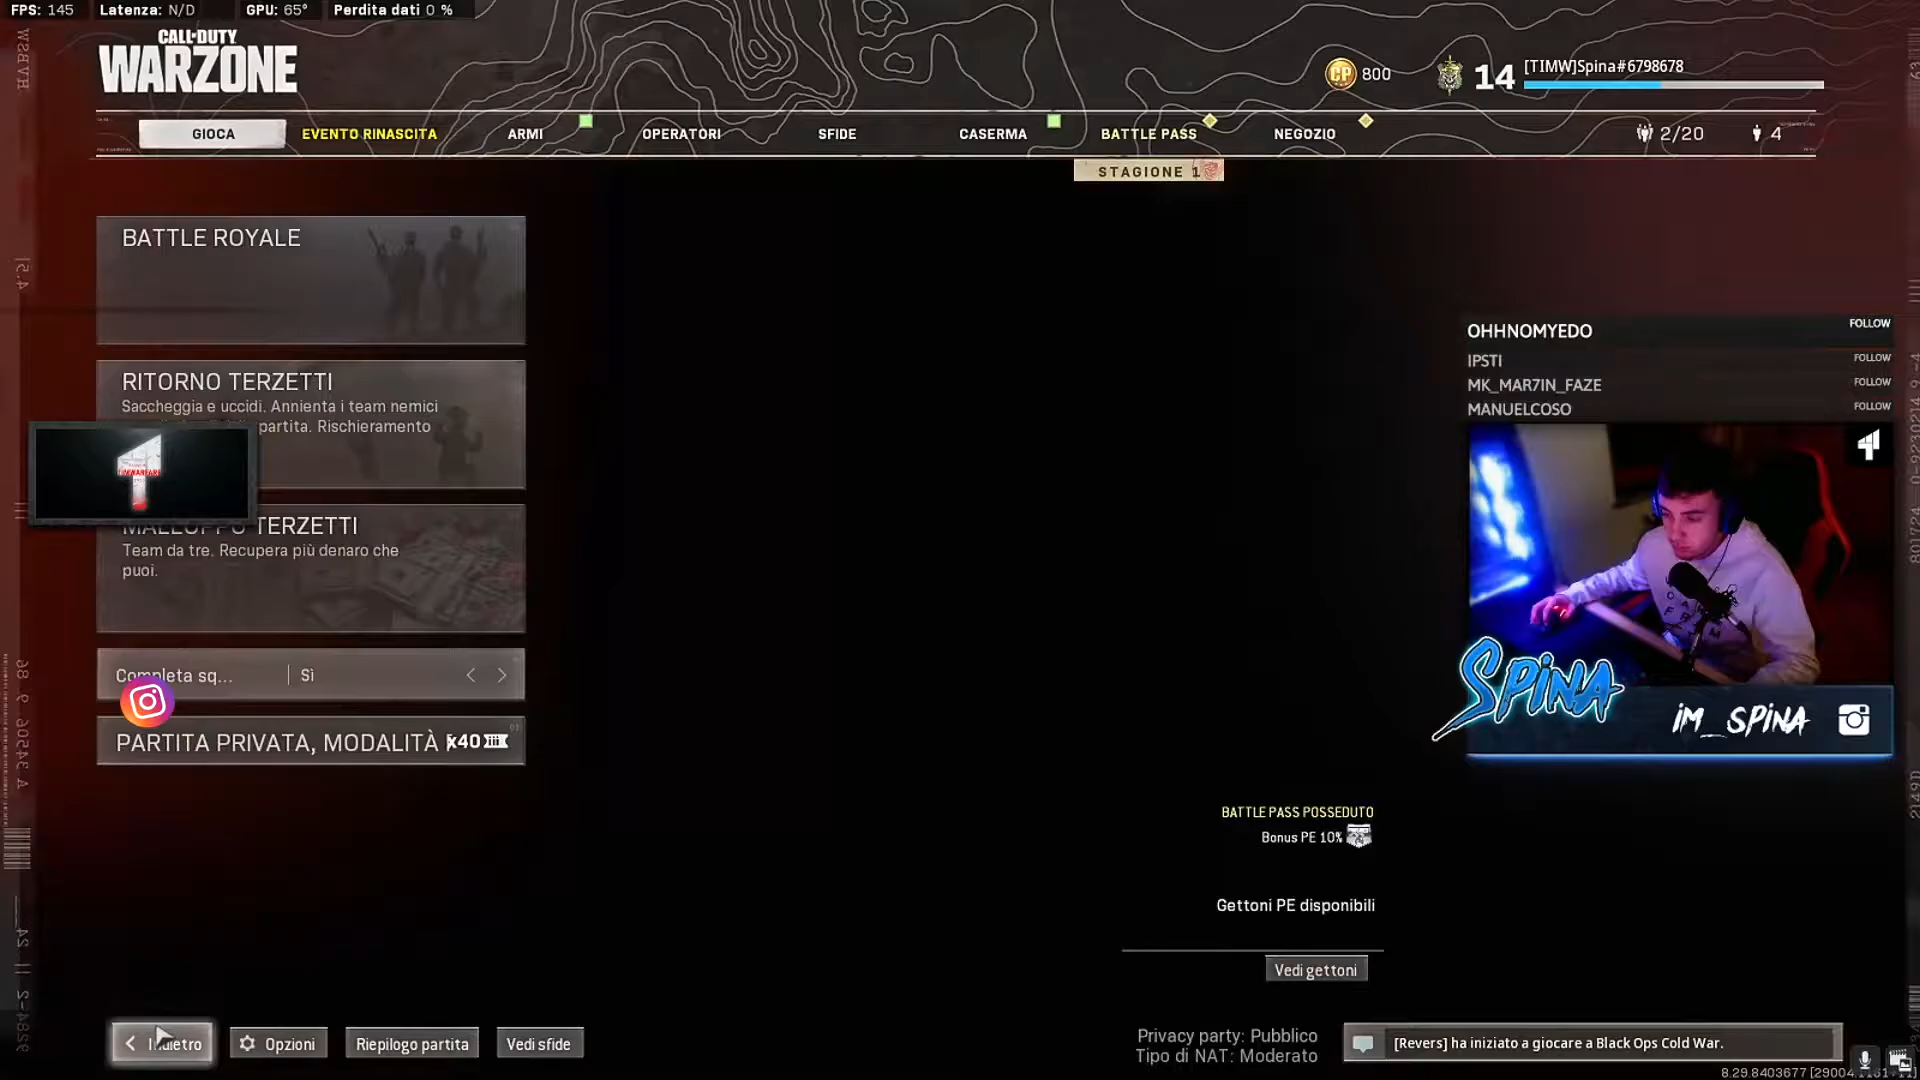 FPS: 145 Latenza: N/D GPU: 65° Perdita dati 0 %
CALL·DUTY
WARZONE
CP 800
14 [TIMW]Spina#6798678
GIOCA EVENTO RINASCITA ARMI OPERATORI SFIDE CASERMA BATTLE PASS NEGOZIO 2/20 4
STAGIONE 1
BATTLE ROYALE
RITORNO TERZETTI
Saccheggia e uccidi. Annienta i team nemici
partita. Rischieramento
MALLOPPO TERZETTI
Team da tre. Recupera più denaro che
puoi.
Completa sq... Sì
PARTITA PRIVATA, MODALITÀ x40
OHHNOMYEDO FOLLOW
IPSTI FOLLOW
MK_MAR7IN_FAZE FOLLOW
MANUELCOSO FOLLOW
SPINA
IM_SPINA
BATTLE PASS POSSEDUTO
Bonus PE 10%
Gettoni PE disponibili
Vedi gettoni
Indietro Opzioni Riepilogo partita Vedi sfide
Privacy party: Pubblico
Tipo di NAT: Moderato
[Revers] ha iniziato a giocare a Black Ops Cold War.